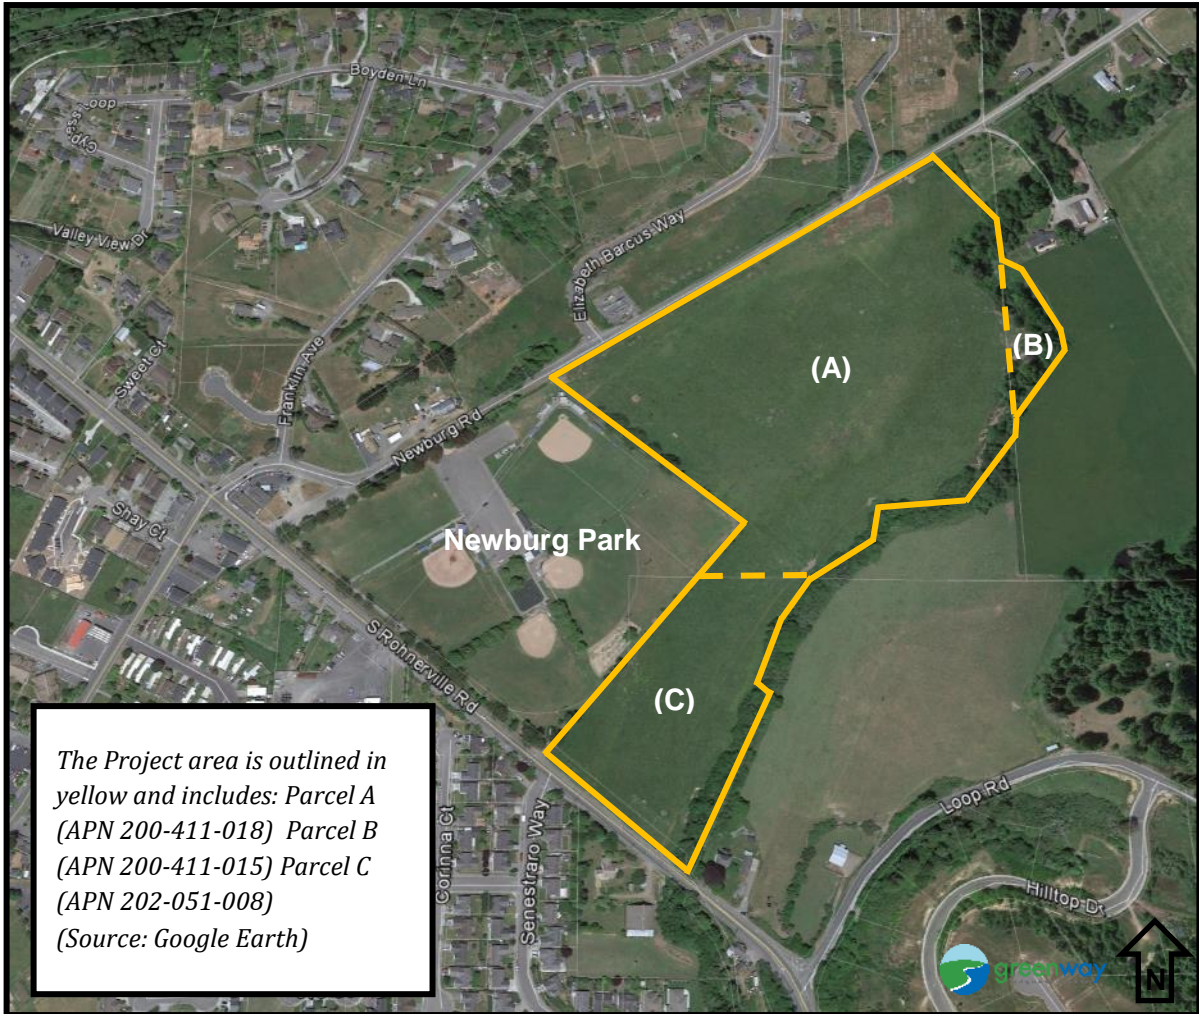 Boyden Ln
ess Loop
Cyp
Valley View Dr
Elizabeth Barcus Way
Sweet Ct
Franklin Ave
(A)
(B)
Newburg Rd
Shay Ct
Newburg Park
S Rohnerville Rd
(C)
The Project area is outlined in
yellow and includes: Parcel A
(APN 200-411-018) Parcel B
(APN 200-411-015) Parcel C
(APN 202-051-008)
(Source: Google Earth)
Corinna Ct
Senestraro Way
Loop Rd
Hilltop Dr
greenway
N